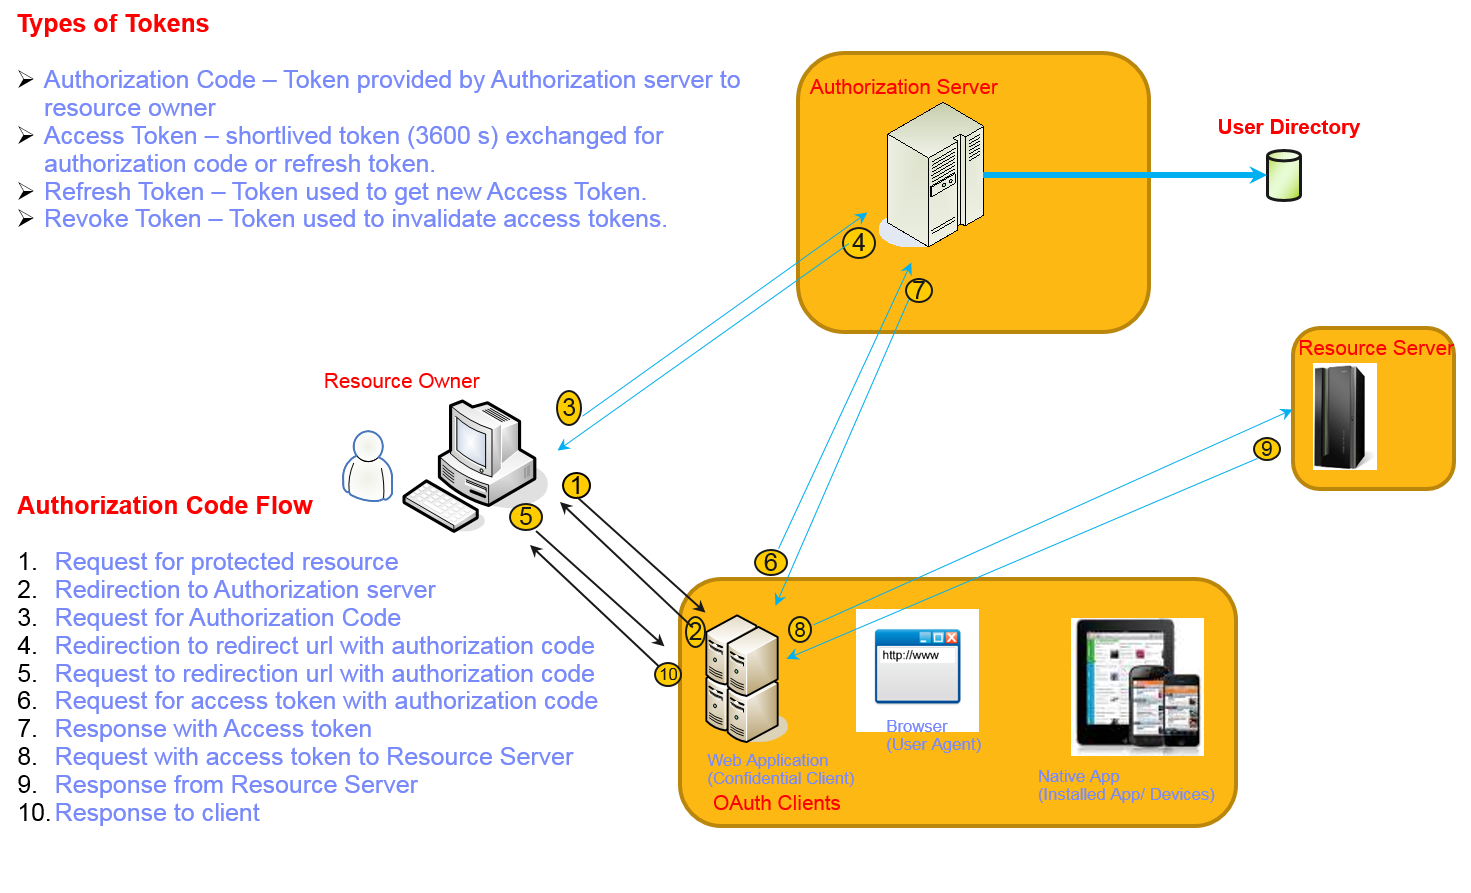 Types of Tokens
Authorization Code – Token provided by Authorization server to
resource owner
Access Token – shortlived token (3600 s) exchanged for
authorization code or refresh token.
Refresh Token – Token used to get new Access Token.
Revoke Token – Token used to invalidate access tokens.
Authorization Server
User Directory
4
7
Resource Server
9
Resource Owner
3
1
5
Authorization Code Flow
1. Request for protected resource
2. Redirection to Authorization server
3. Request for Authorization Code
4. Redirection to redirect url with authorization code
5. Request to redirection url with authorization code
6. Request for access token with authorization code
7. Response with Access token
8. Request with access token to Resource Server
9. Response from Resource Server
10. Response to client
6
2
8
10
http://www
Browser
(User Agent)
Web Application
(Confidential Client)
Native App
(Installed App/ Devices)
OAuth Clients